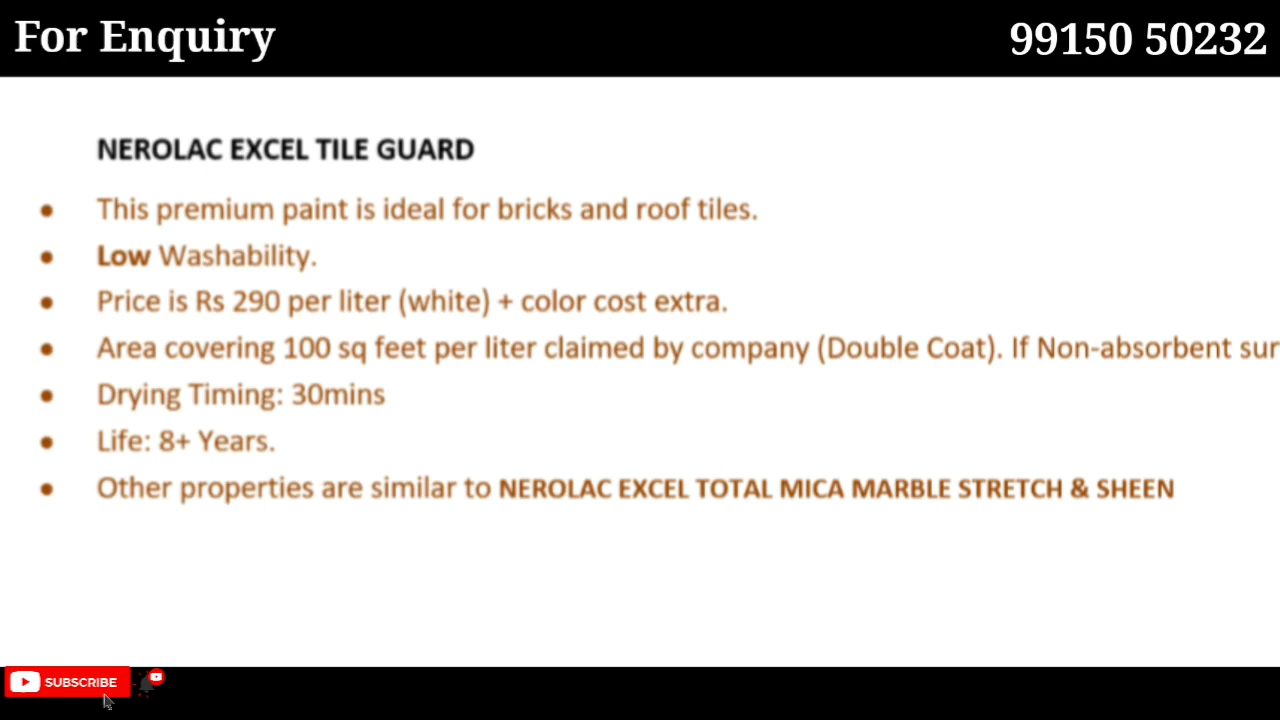 For Enquiry
99150 50232
NEROLAC EXCEL TILE GUARD
• This premium paint is ideal for bricks and roof tiles.
• Low Washability.
• Price is Rs 290 per liter (white) + color cost extra.
• Area covering 100 sq feet per liter claimed by company (Double Coat). If Non-absorbent sur
• Drying Timing: 30mins
• Life: 8+ Years.
• Other properties are similar to NEROLAC EXCEL TOTAL MICA MARBLE STRETCH & SHEEN
SUBSCRIBE